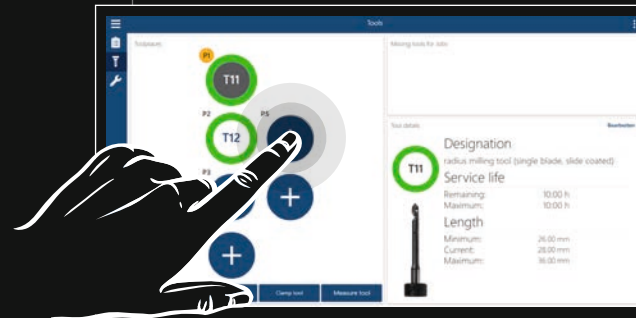 Tools
Toolroom
Missing tools for Jobs
P1
T11
P2
P5
T12
P3
+
+
Clamp tool
Measure tool
Tool details
Bearbeiten
T11
Designation
radius milling tool (single blade, slide coated)
Service life
Remaining: 10:00 h
Maximum: 10:00 h
Length
Minimum: 26.00 mm
Current: 28.00 mm
Maximum: 36.00 mm